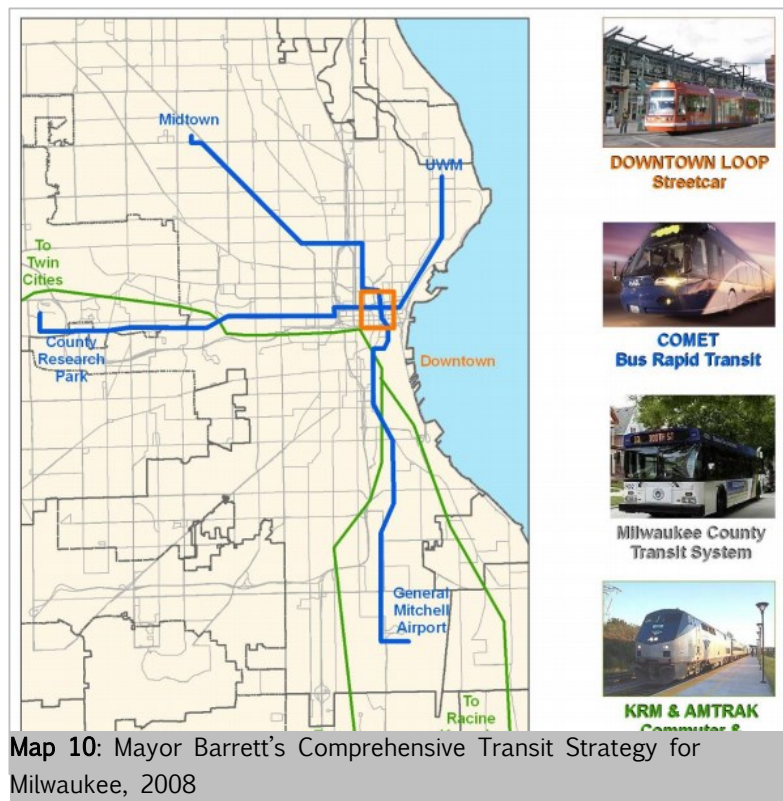 Midtown
UWM
To
Twin
Cities
County
Research
Park
Downtown
General
Mitchell
Airport
To
Racine
DOWNTOWN LOOP
Streetcar
COMET
Bus Rapid Transit
Milwaukee County
Transit System
KRM & AMTRAK
Commuter &
Map 10: Mayor Barrett's Comprehensive Transit Strategy for
Milwaukee, 2008